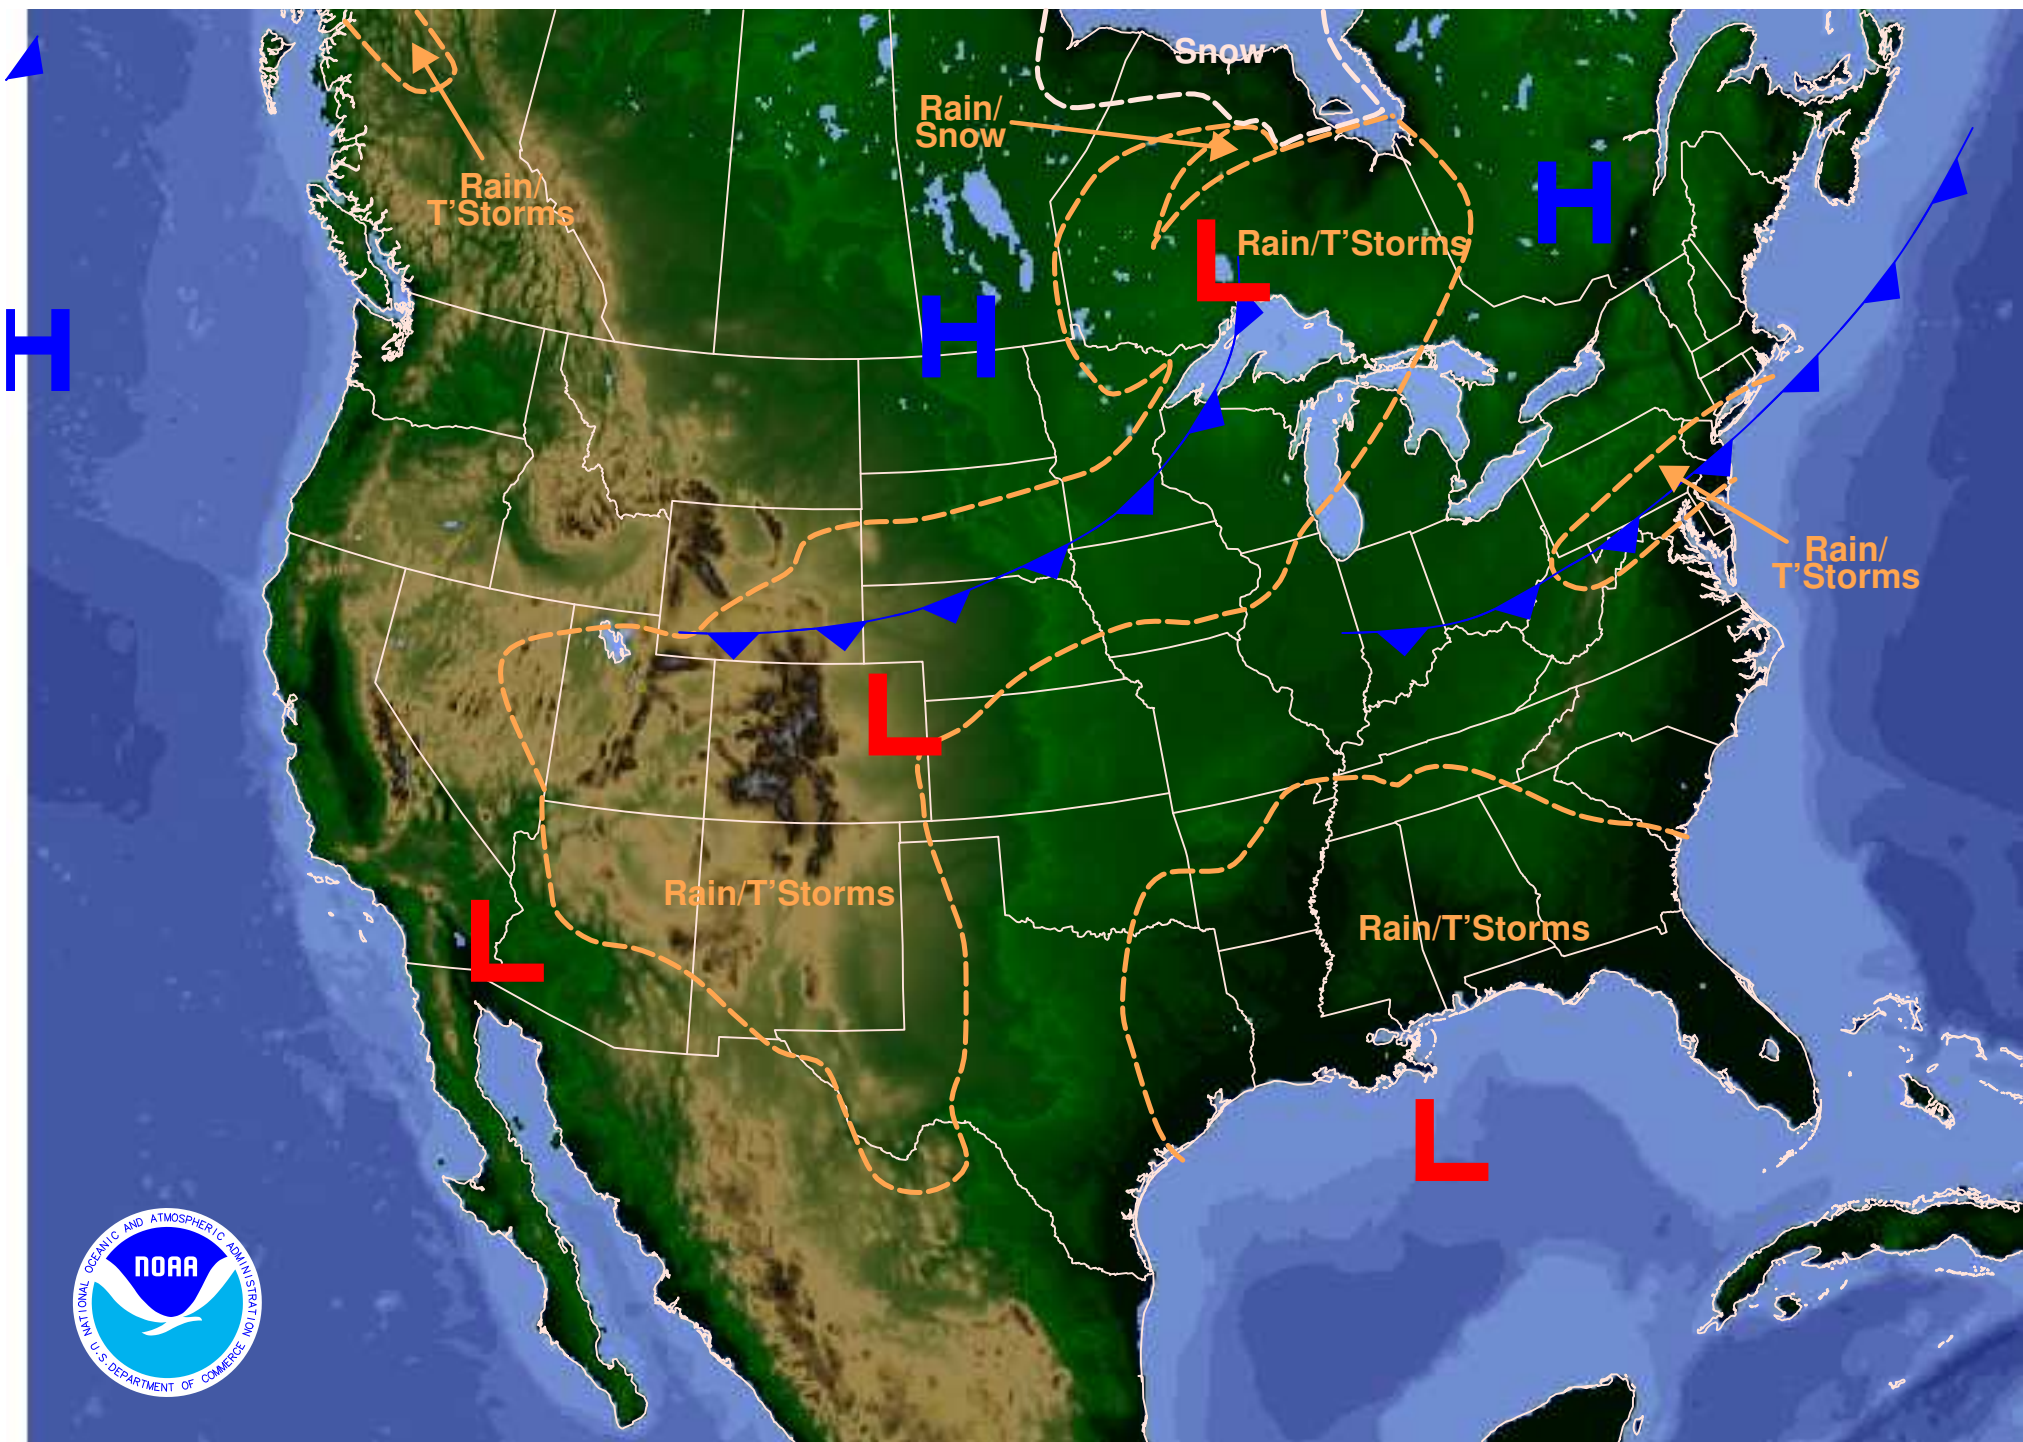 Snow
Rain/
Snow
Rain/
T'Storms
H
Rain/T'Storms
L
H
H
Rain/
T'Storms
L
Rain/T'Storms
L
Rain/T'Storms
L
NATIONAL OCEANIC AND ATMOSPHERIC ADMINISTRATION
NOAA
U.S. DEPARTMENT OF COMMERCE